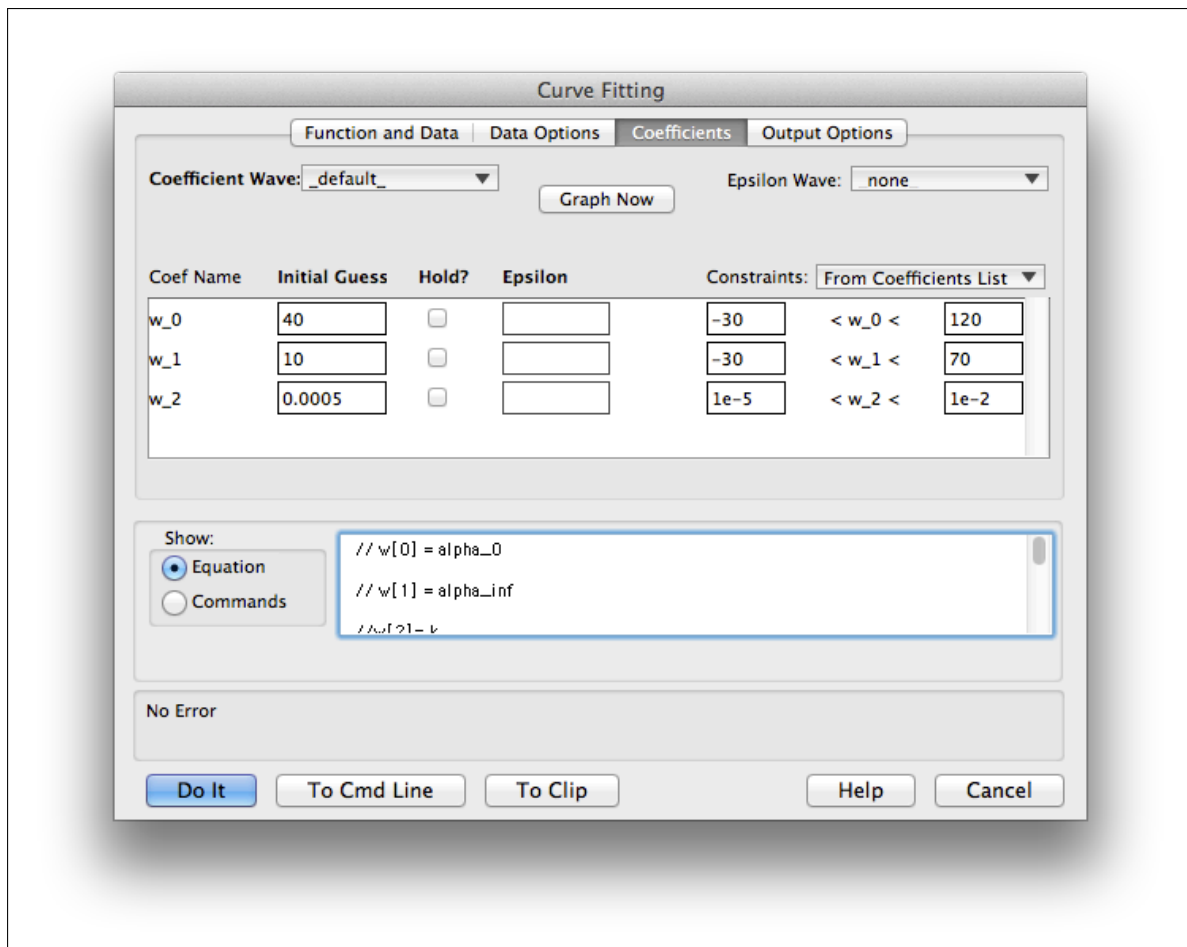 Curve Fitting
Function and Data Data Options Coefficients Output Options
Coefficient Wave: _default_ Epsilon Wave: _none_
Graph Now
Coef Name Initial Guess Hold? Epsilon Constraints: From Coefficients List
w_0 40 -30 < w_0 < 120
w_1 10 -30 < w_1 < 70
w_2 0.0005 1e-5 < w_2 < 1e-2
Show:
Equation
Commands
// w[0] = alpha_0
// w[1] = alpha_inf
//w[2]= k
No Error
Do It To Cmd Line To Clip Help Cancel